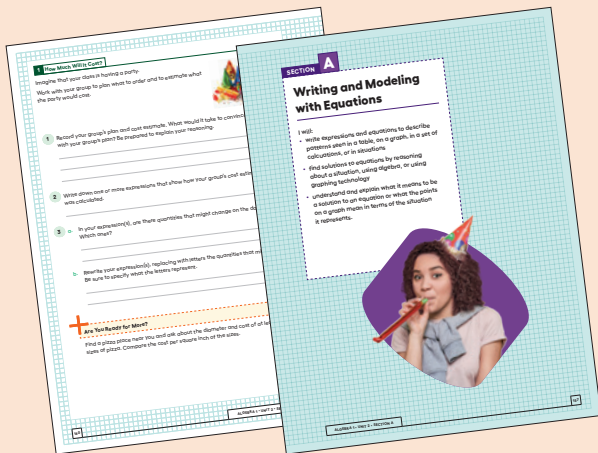 1 How Much Will It Cost?
Imagine that your class is having a party.
Work with your group to plan what to order and to estimate what
the party would cost.
1 Record your group's plan and cost estimate. What would it take to
with your group's plan? Be prepared to explain your reasoning.
2 Write down one or more expressions that show how your group's cost
was calculated.
3 a. In your expression(s), are there quantities that might change on the
Which ones?
b. Rewrite your expression(s), replacing with letters the quantities that
Be sure to specify what the letters represent.
Are You Ready for More?
Find a pizza place near you and ask about the diameter and cost of at
sizes of pizza. Compare the cost per square inch of the sizes.
ALGEBRA 1 • UNIT 2 •
SECTION A
Writing and Modeling
with Equations
I will:
• write expressions and equations to describe
patterns seen in a table, on a graph, in a set of
calculations, or in situations
• find solutions to equations by reasoning
about a situation, using algebra, or using
graphing technology
• understand and explain what it means to be
a solution to an equation or what the points
on a graph mean in terms of the situation
it represents.
ALGEBRA 1 • UNIT 2 • SECTION A